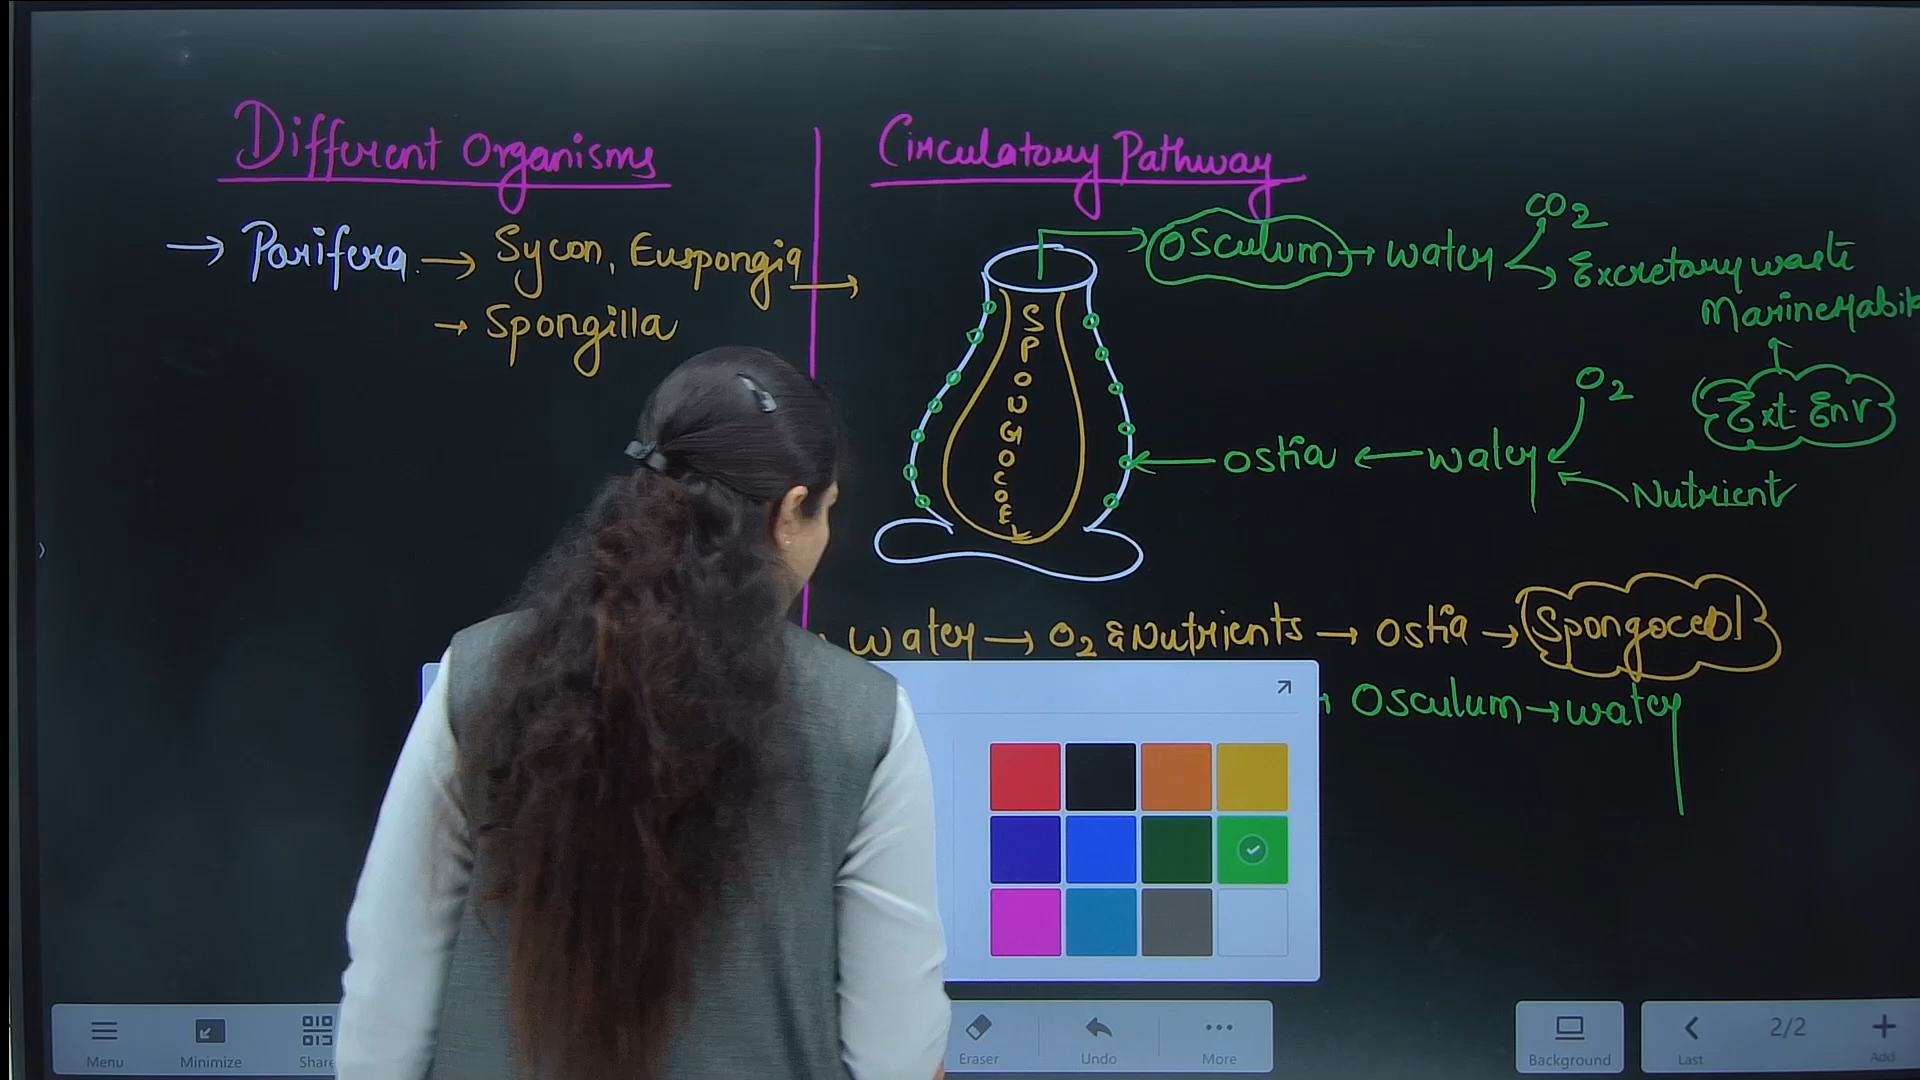 Different Organisms
Circulatory Pathway
→ Porifera → Sycon, Euspongia →
→ Spongilla
Osculum → water
CO2
Excretory waste
Marine Habit
Ext- Env
O2
ostia ← water
Nutrient
SPONGOCOEL
Water → O2 & Nutrients → Ostia → Spongocoel
Osculum → water
Menu
Minimize
Share
Eraser
Undo
More
Background
Last
2/2
Add